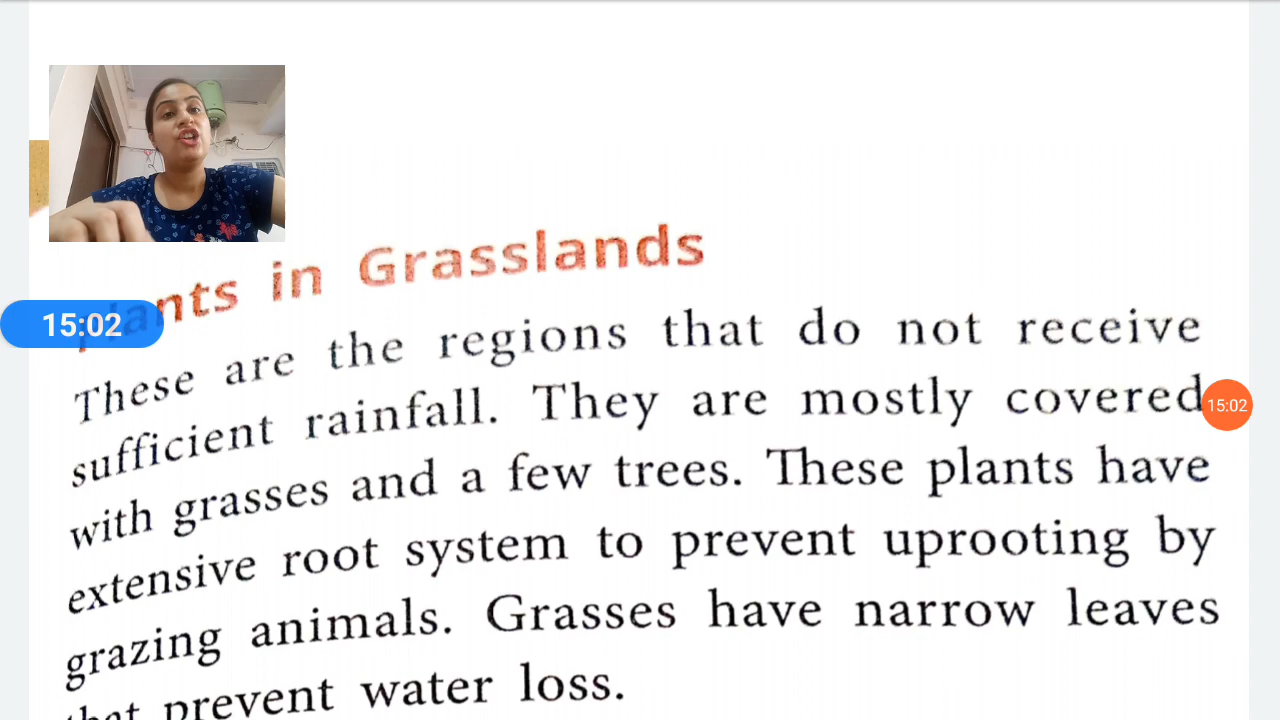 Plants in Grasslands
15:02
These are the regions that do not receive
sufficient rainfall. They are mostly covered
15:02
with grasses and a few trees. These plants have
extensive root system to prevent uprooting by
grazing animals. Grasses have narrow leaves
that prevent water loss.